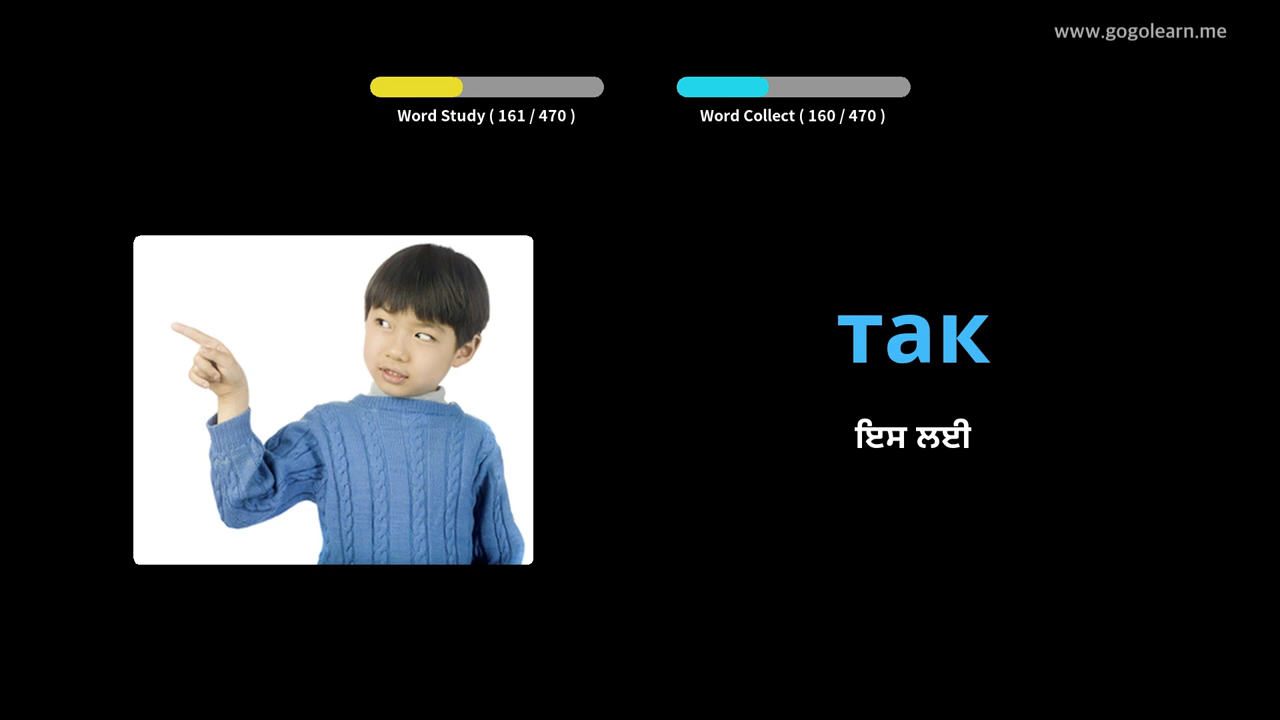 www.gogolearn.me
Word Study ( 161 / 470 )
Word Collect ( 160 / 470 )
так
ਇਸ ਲਈ